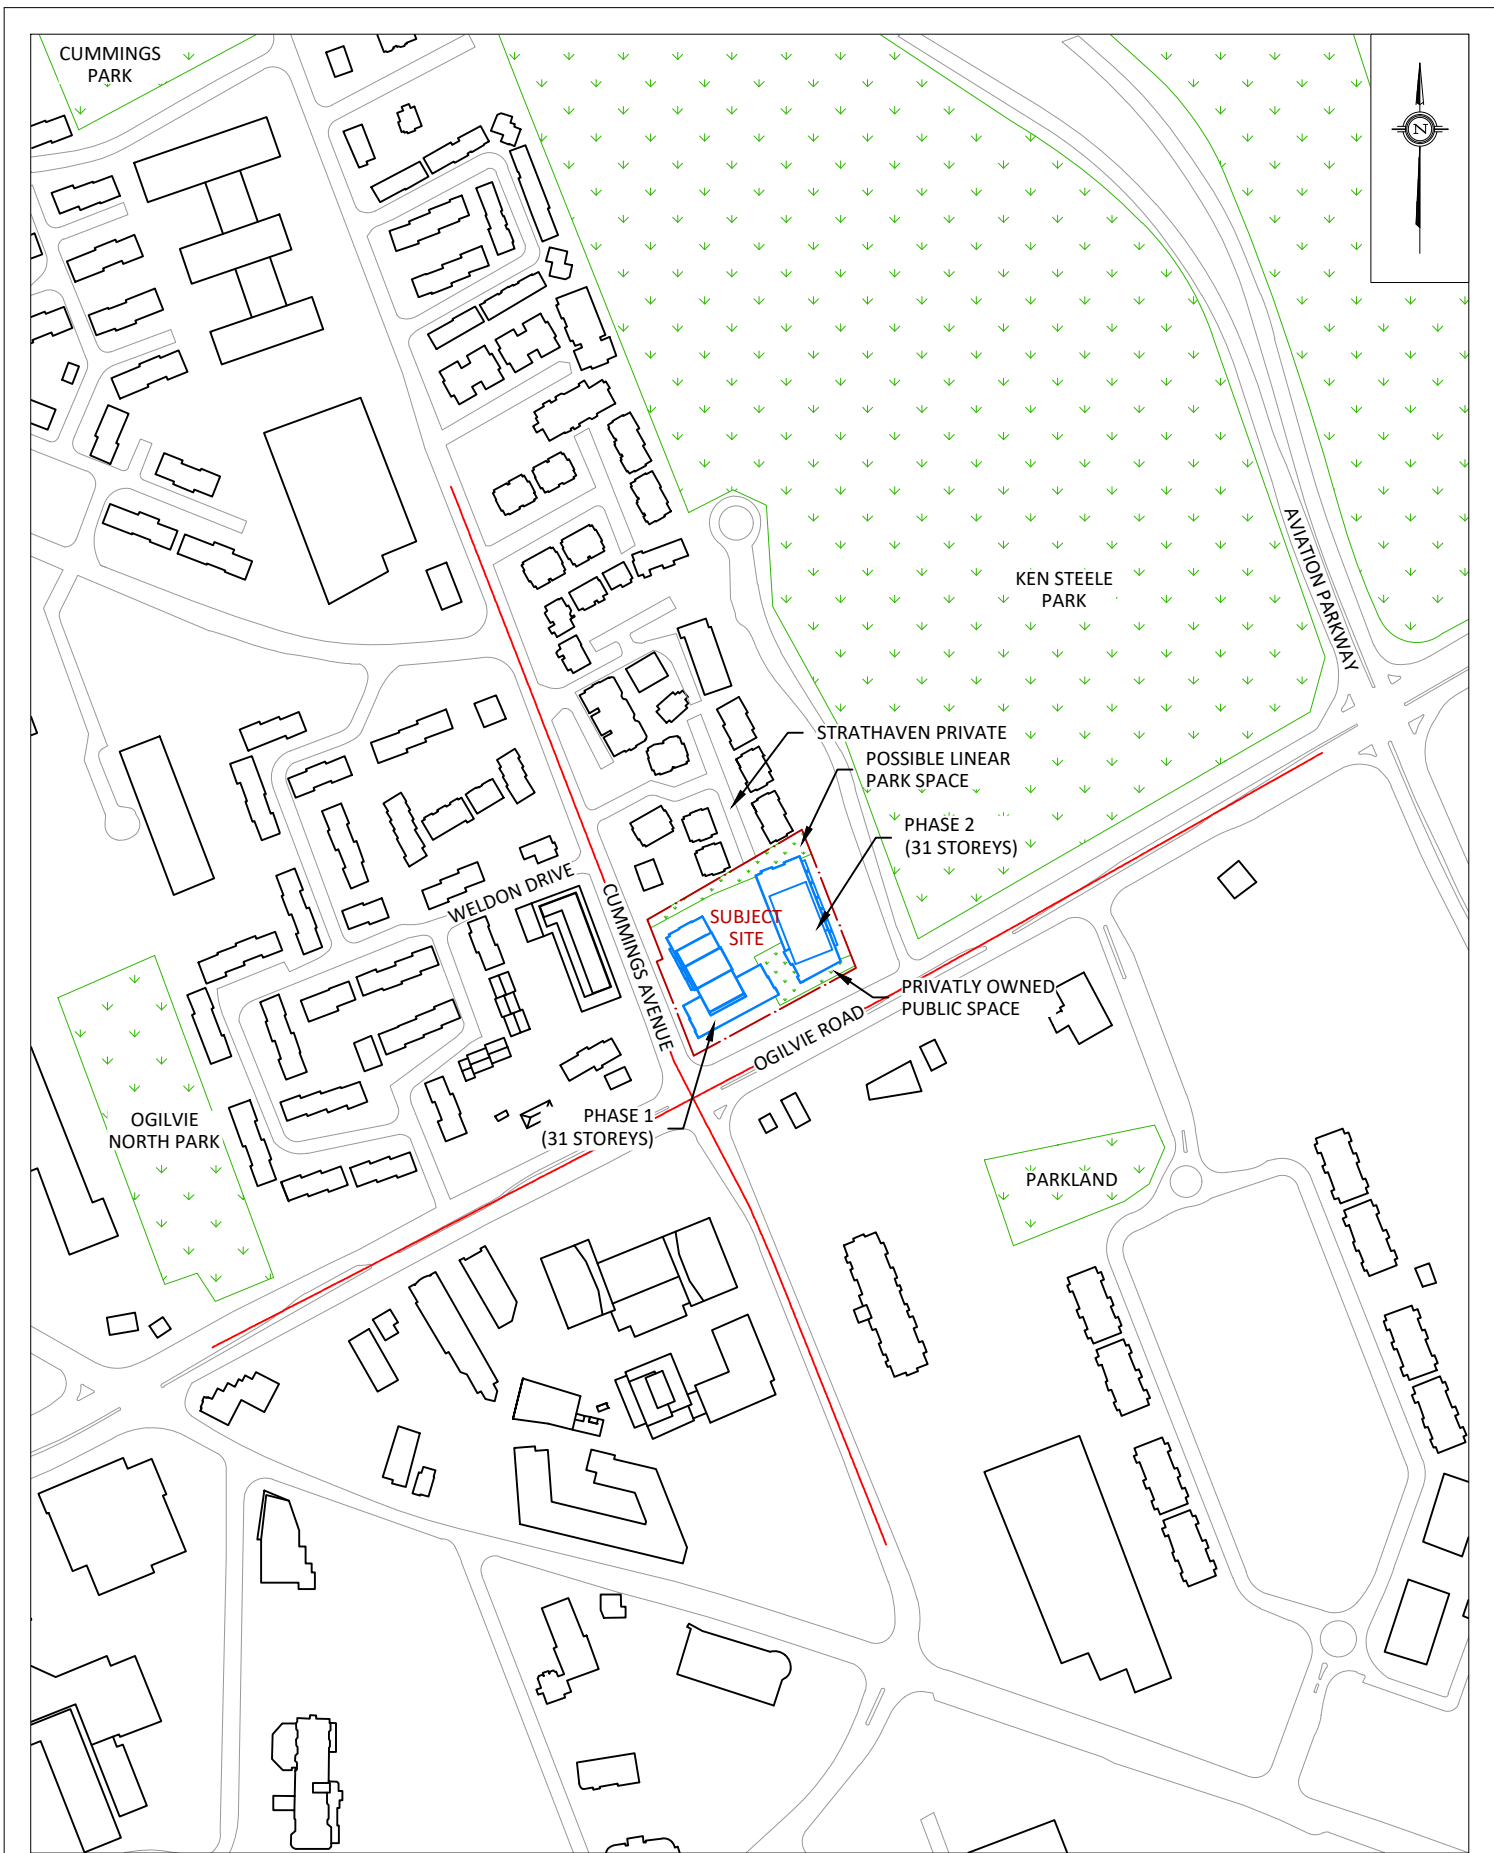 CUMMINGS
PARK
N
AVIATION PARKWAY
KEN STEELE
PARK
STRATHAVEN PRIVATE
POSSIBLE LINEAR
PARK SPACE
PHASE 2
(31 STOREYS)
WELDON DRIVE
CUMMINGS AVENUE
SUBJECT
SITE
PRIVATLY OWNED
PUBLIC SPACE
OGILVIE ROAD
PHASE 1
(31 STOREYS)
OGILVIE
NORTH PARK
PARKLAND